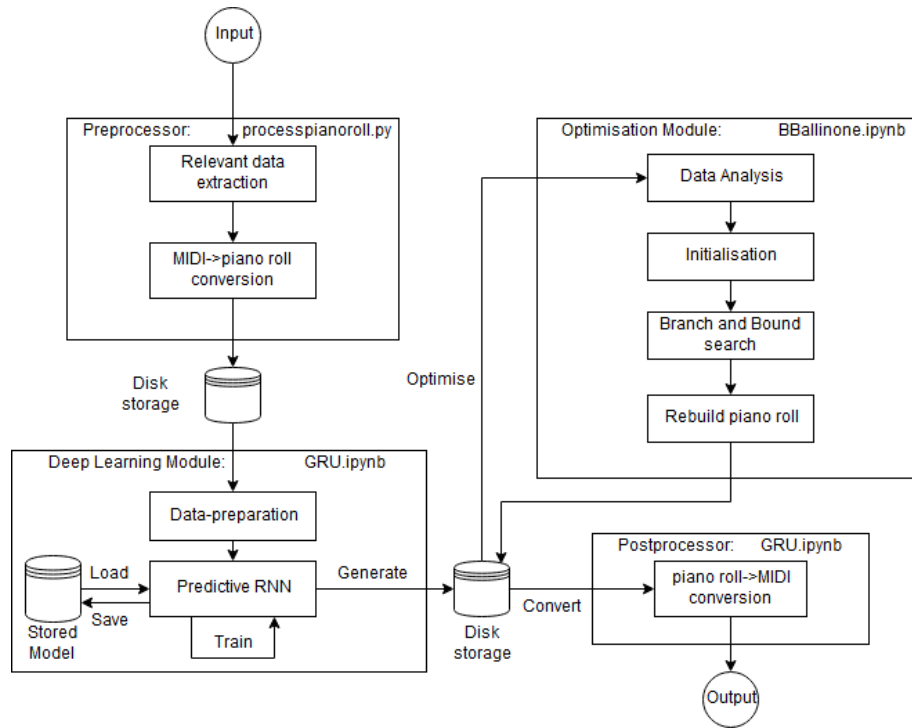 Input
Preprocessor: processpianoroll.py
Relevant data
extraction
MIDI->piano roll
conversion
Disk
storage
Deep Learning Module: GRU.ipynb
Data-preparation
Predictive RNN
Load
Save
Stored
Model
Train
Generate
Disk
storage
Optimise
Convert
Optimisation Module: BBallinone.ipynb
Data Analysis
Initialisation
Branch and Bound
search
Rebuild piano roll
Postprocessor: GRU.ipynb
piano roll->MIDI
conversion
Output